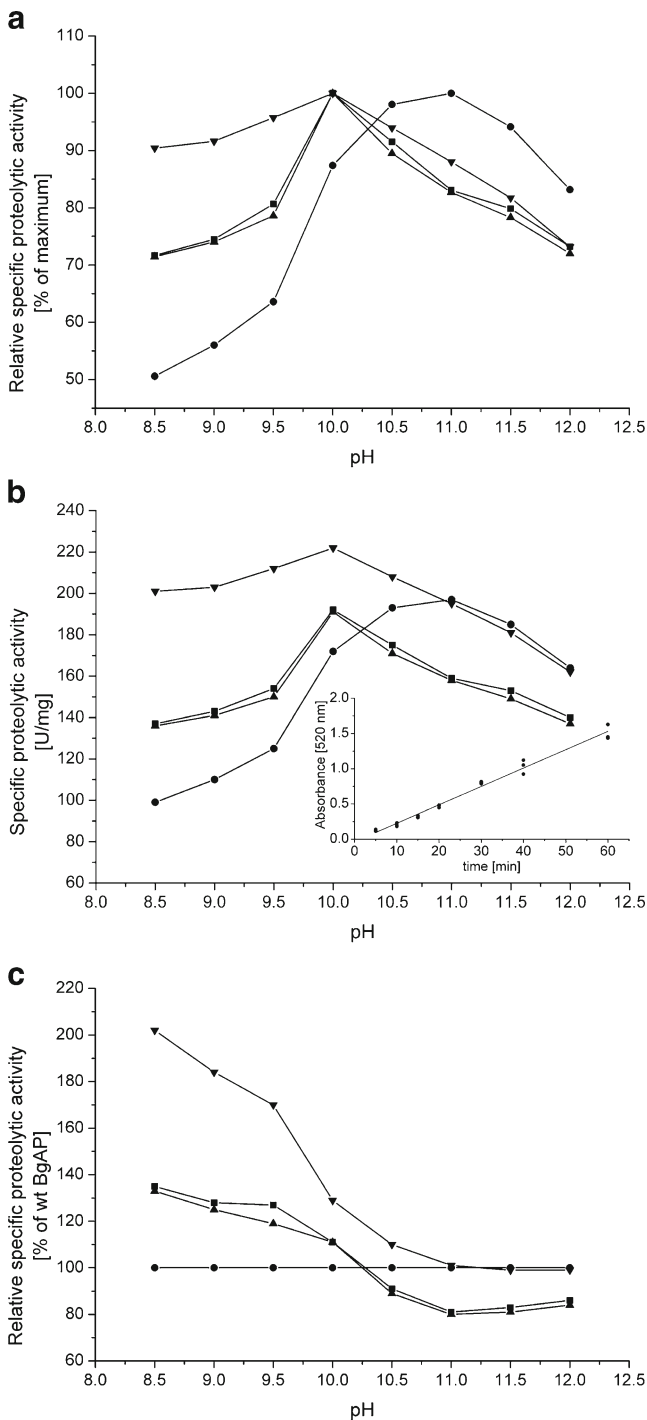 a
110
100
90
80
70
60
50
Relative specific proteolytic activity
[% of maximum]
8.0 8.5 9.0 9.5 10.0 10.5 11.0 11.5 12.0 12.5
pH
b
240
220
200
180
160
140
120
100
80
60
Specific proteolytic activity
[U/mg]
2.0
1.5
1.0
0.5
0.0
Absorbance [520 nm]
0 10 20 30 40 50 60
time [min]
8.0 8.5 9.0 9.5 10.0 10.5 11.0 11.5 12.0 12.5
pH
c
220
200
180
160
140
120
100
80
60
Relative specific proteolytic activity
[% of wt BgAP]
8.0 8.5 9.0 9.5 10.0 10.5 11.0 11.5 12.0 12.5
pH